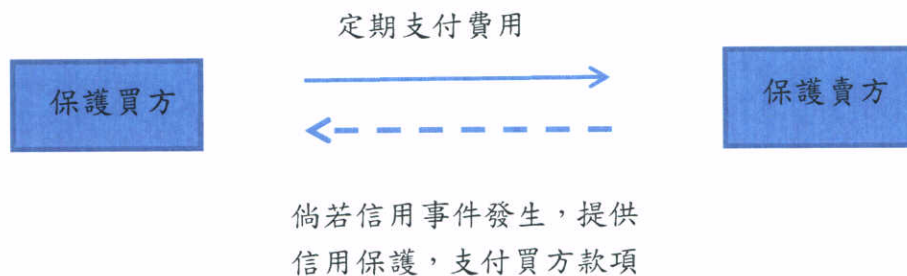 定期支付費用
保護買方
保護賣方
倘若信用事件發生，提供
信用保護，支付買方款項